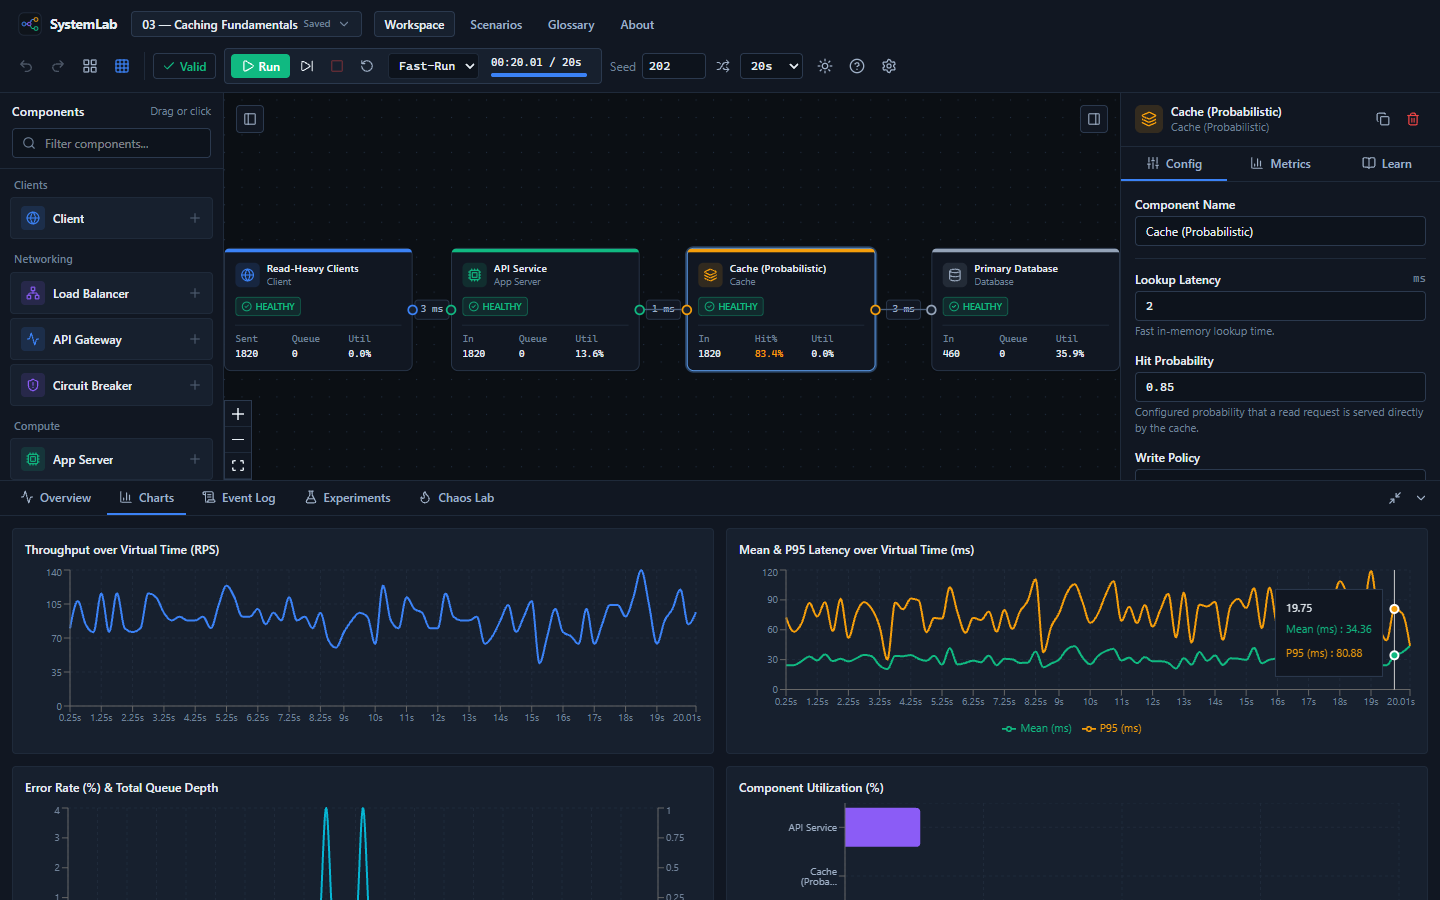 SystemLab
03 — Caching Fundamentals Saved
Workspace
Scenarios
Glossary
About
Valid
Run
Fast-Run
00:20.01 / 20s
Seed
202
20s
Components
Drag or click
Filter components...
Clients
Client
Networking
Load Balancer
API Gateway
Circuit Breaker
Compute
App Server
Read-Heavy Clients
Client
HEALTHY
Sent Queue Util
1820 0 0.0%
3 ms
API Service
App Server
HEALTHY
In Queue Util
1820 0 13.6%
1 ms
Cache (Probabilistic)
Cache
HEALTHY
In Hit% Util
1820 83.4% 0.0%
3 ms
Primary Database
Database
HEALTHY
In Queue Util
460 0 35.9%
Cache (Probabilistic)
Cache (Probabilistic)
Config
Metrics
Learn
Component Name
Cache (Probabilistic)
Lookup Latency ms
2
Fast in-memory lookup time.
Hit Probability
0.85
Configured probability that a read request is served directly
by the cache.
Write Policy
Overview
Charts
Event Log
Experiments
Chaos Lab
Throughput over Virtual Time (RPS)
140
105
70
35
0
0.25s 1.25s 2.25s 3.25s 4.25s 5.25s 6.25s 7.25s 8.25s 9s 10s 11s 12s 13s 14s 15s 16s 17s 18s 19s 20.01s
Mean & P95 Latency over Virtual Time (ms)
120
90
60
30
0
0.25s 1.25s 2.25s 3.25s 4.25s 5.25s 6.25s 7.25s 8.25s 9s 10s 11s 12s 13s 14s 15s 16s 17s 18s 19s 20.01s
19.75
Mean (ms) : 34.36
P95 (ms) : 80.88
Mean (ms) P95 (ms)
Error Rate (%) & Total Queue Depth
4
3
2
1
1
0.75
0.5
0.25
Component Utilization (%)
API Service
Cache
(Proba...